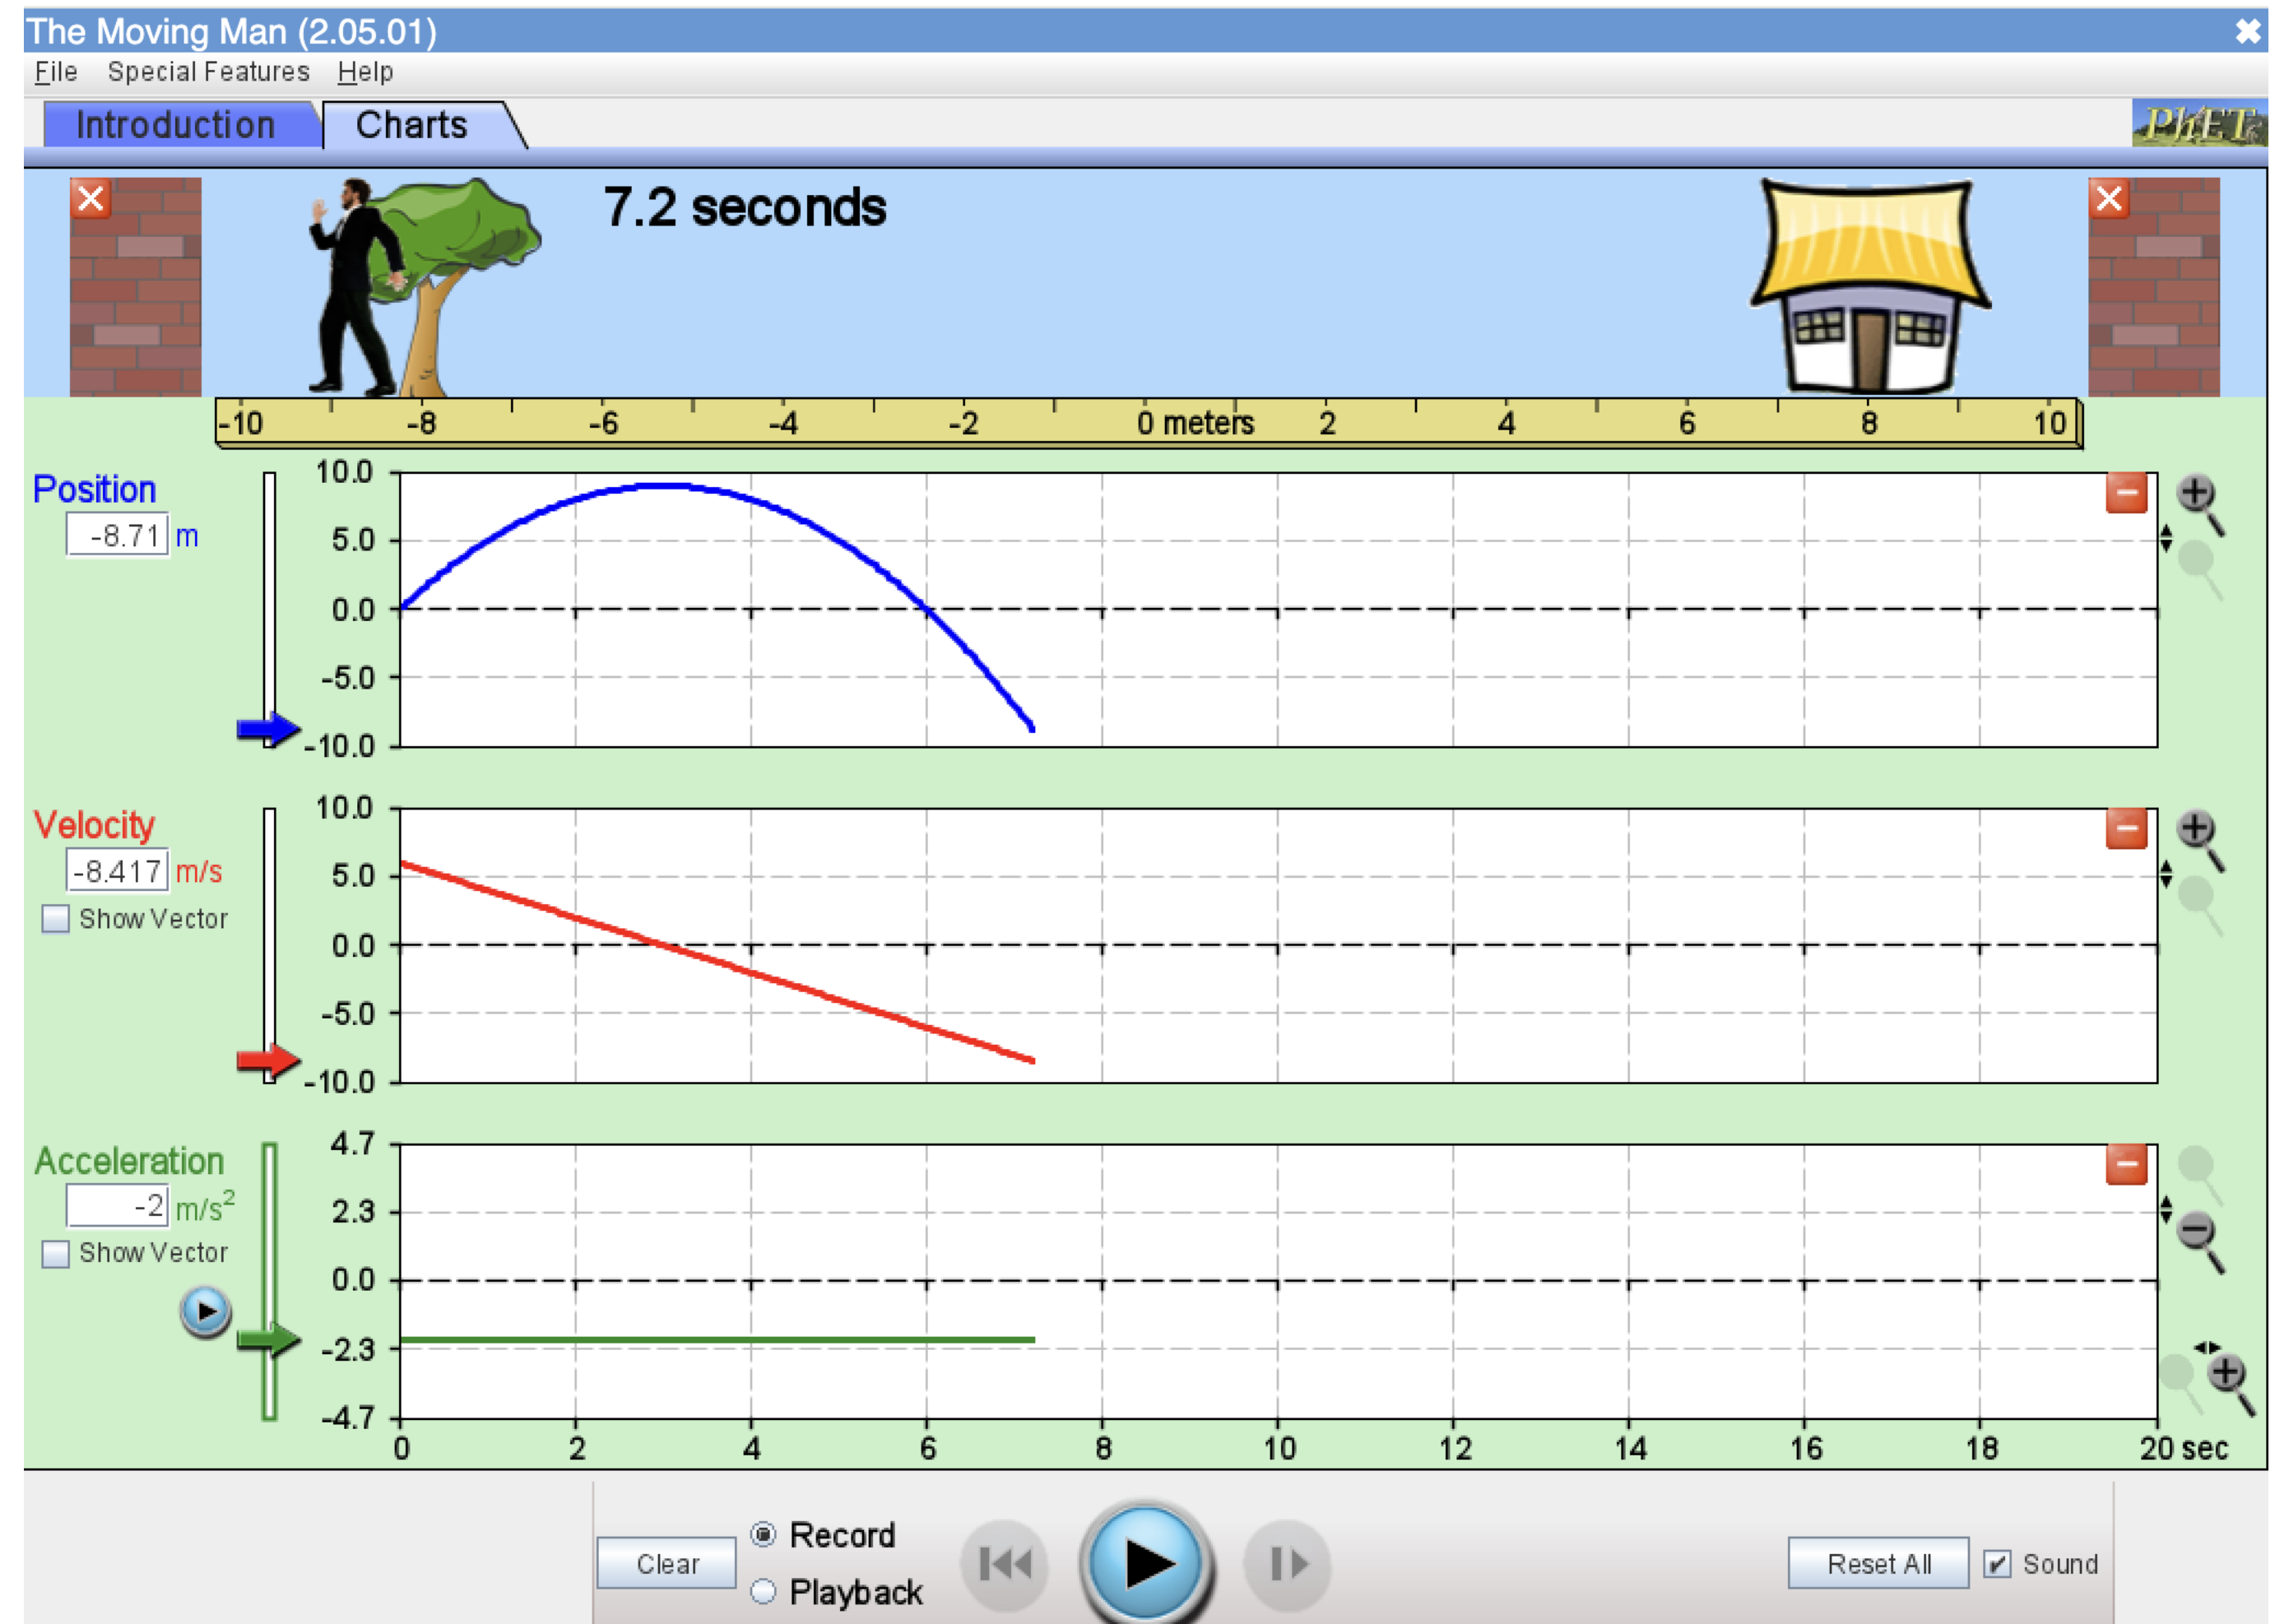 The Moving Man (2.05.01)
File Special Features Help
Introduction Charts
PhET
7.2 seconds
-10 -8 -6 -4 -2 0 meters 2 4 6 8 10
Position
-8.71 m
10.0
5.0
0.0
-5.0
-10.0
Velocity
-8.417 m/s
Show Vector
10.0
5.0
0.0
-5.0
-10.0
Acceleration
-2 m/s²
Show Vector
4.7
2.3
0.0
-2.3
-4.7
0 2 4 6 8 10 12 14 16 18 20 sec
Clear
Record
Playback
Reset All
Sound